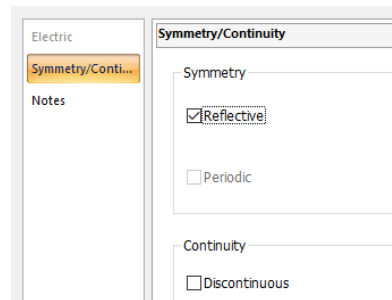 Electric
Symmetry/Conti...
Notes
Symmetry/Continuity
Symmetry
Reflective
Periodic
Continuity
Discontinuous